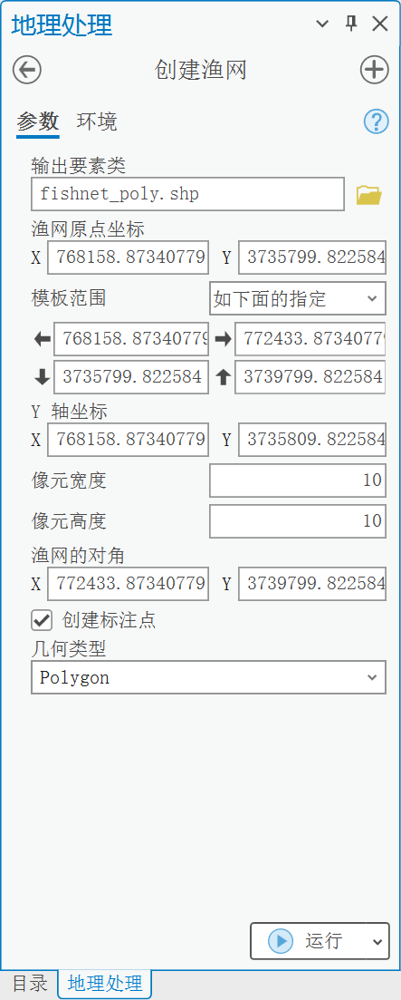 地理处理
创建渔网
参数 环境
输出要素类
fishnet_poly.shp
渔网原点坐标
X 768158.87340779 Y 3735799.822584
模板范围 如下面的指定
768158.87340779 772433.87340779
3735799.822584 3739799.822584
Y 轴坐标
X 768158.87340779 Y 3735809.822584
像元宽度 10
像元高度 10
渔网的对角
X 772433.87340779 Y 3739799.822584
创建标注点
几何类型
Polygon
运行
目录 地理处理